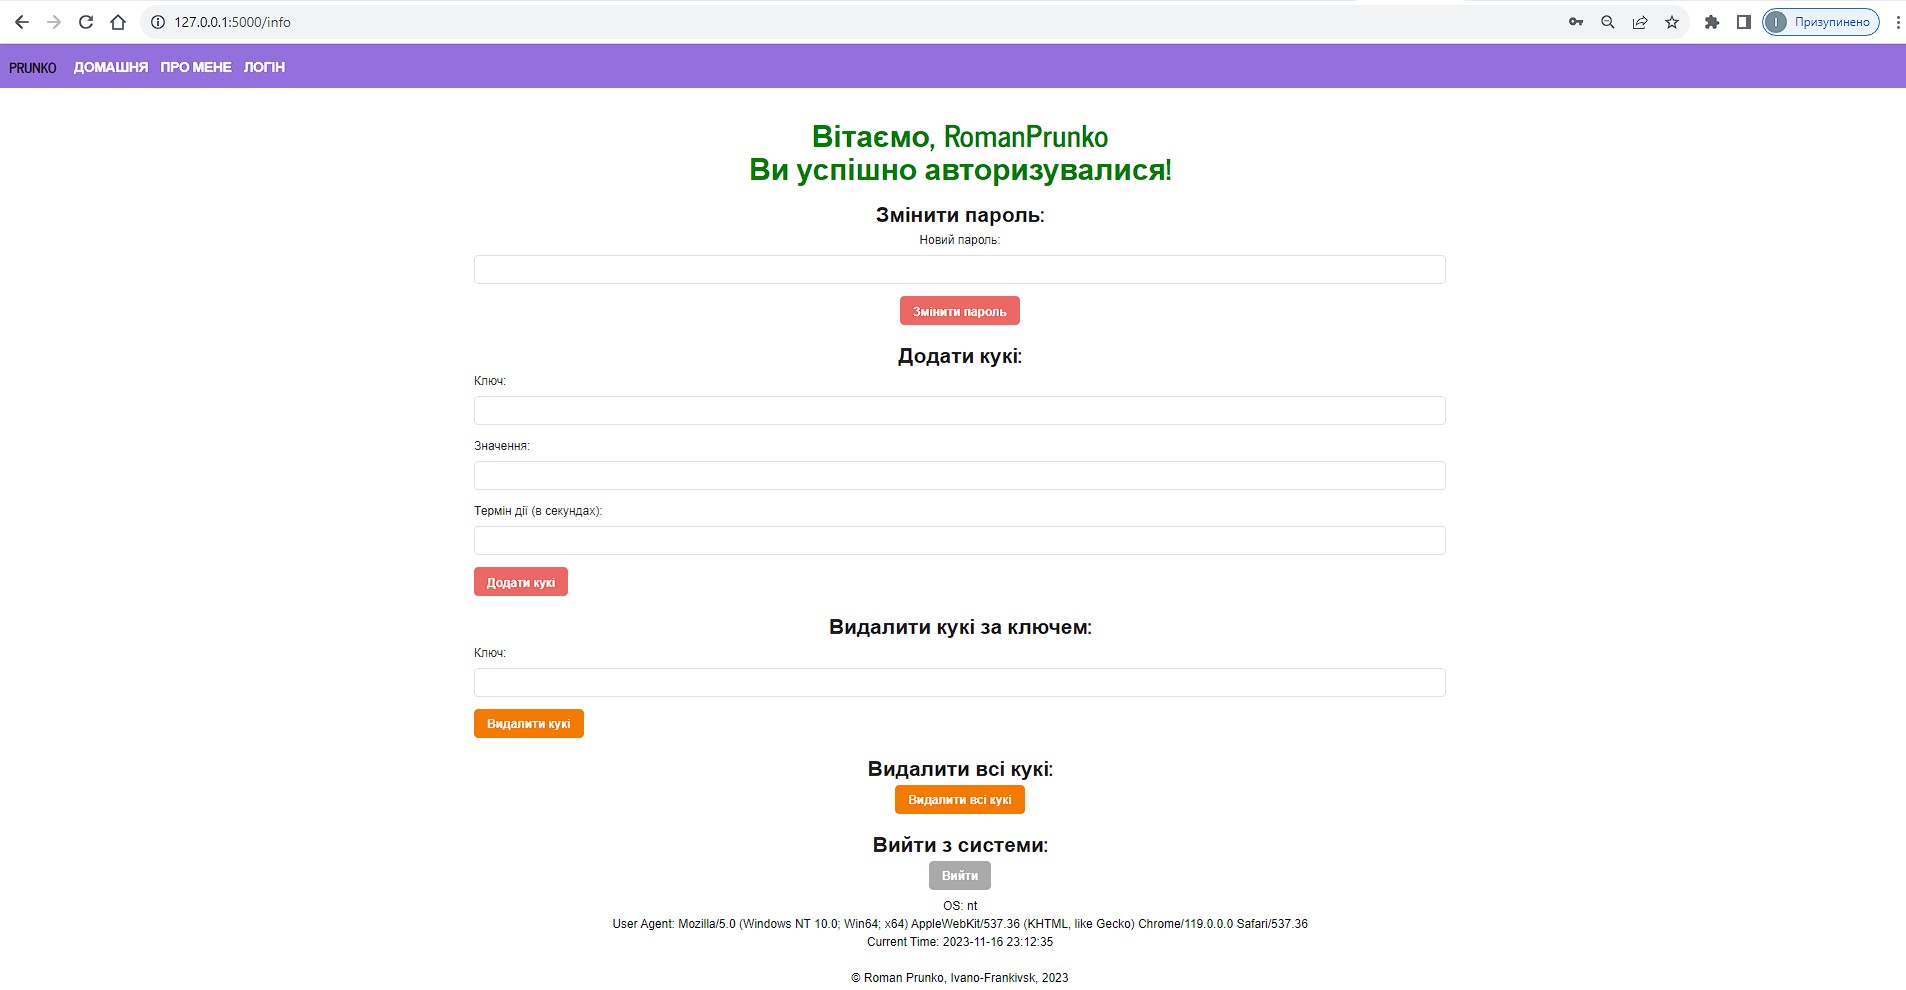 127.0.0.1:5000/info
Призупинено
PRUNKO ДОМАШНЯ ПРО МЕНЕ ЛОГІН
Вітаємо, RomanPrunko
Ви успішно авторизувалися!
Змінити пароль:
Новий пароль:
Змінити пароль
Додати кукі:
Ключ:
Значення:
Термін дії (в секундах):
Додати кукі
Видалити кукі за ключем:
Ключ:
Видалити кукі
Видалити всі кукі:
Видалити всі кукі
Вийти з системи:
Вийти
OS: nt
User Agent: Mozilla/5.0 (Windows NT 10.0; Win64; x64) AppleWebKit/537.36 (KHTML, like Gecko) Chrome/119.0.0.0 Safari/537.36
Current Time: 2023-11-16 23:12:35
© Roman Prunko, Ivano-Frankivsk, 2023